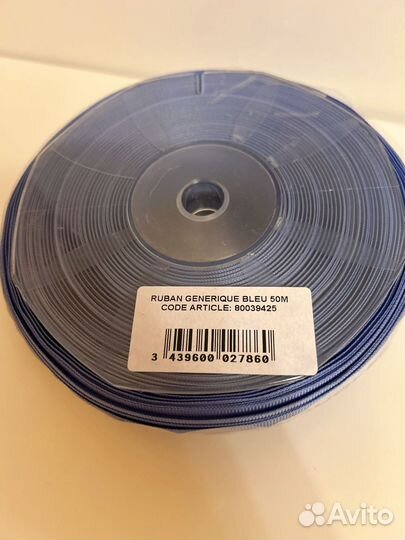 RUBAN GENERIQUE BLEU 50M
CODE ARTICLE: 80039425
3 439600 027860
Avito